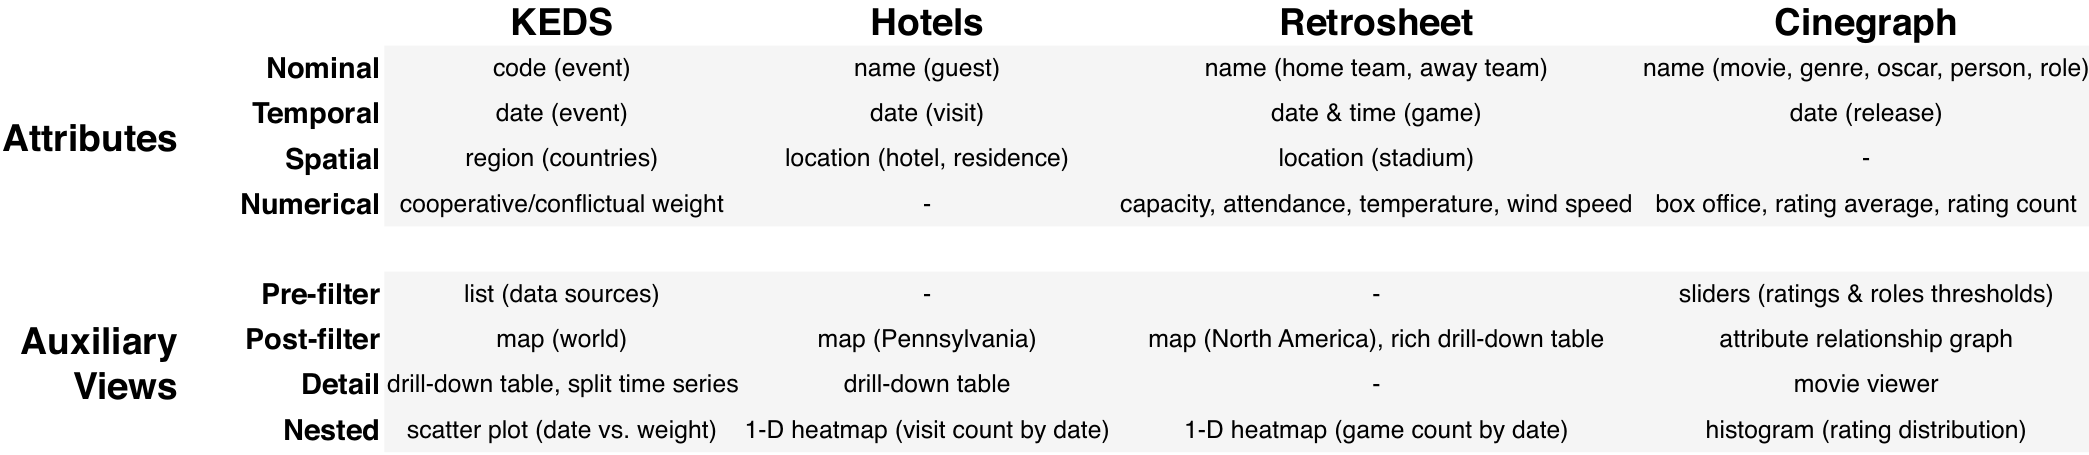 KEDS Hotels Retrosheet Cinegraph
Nominal code (event) name (guest) name (home team, away team) name (movie, genre, oscar, person, role)
Temporal date (event) date (visit) date & time (game) date (release)
Attributes
Spatial region (countries) location (hotel, residence) location (stadium) -
Numerical cooperative/conflictual weight - capacity, attendance, temperature, wind speed box office, rating average, rating count
Pre-filter list (data sources) - - sliders (ratings & roles thresholds)
Auxiliary Post-filter map (world) map (Pennsylvania) map (North America), rich drill-down table attribute relationship graph
Views Detail drill-down table, split time series drill-down table - movie viewer
Nested scatter plot (date vs. weight) 1-D heatmap (visit count by date) 1-D heatmap (game count by date) histogram (rating distribution)